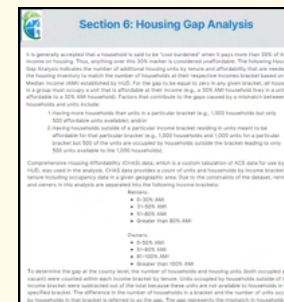 Section 6: Housing Gap Analysis
It is generally accepted that a household is said to be "cost burdened" when it pays more than 30% of its
income on housing. Thus, anything over this 30% marker is considered unaffordable. The following Housing
Gap Analysis indicates the number of additional housing units by tenure and affordability that are needed
the housing inventory to match the number of households at their respective incomes bracket based on
Median Income (AMI) established by HUD. For the gap to be equal to zero in any given bracket, all households
in a group must occupy a unit that is affordable at their income (e.g., a 30% AMI household lives in a unit
affordable to a 30% AMI household). Factors that contribute to the gaps caused by a mismatch between
households and units include:
1. Having more households than units in a particular bracket (e.g., 1,000 households but only
500 affordable units available); and/or
2. Having households outside of a particular income bracket residing in units meant to be
affordable for that particular bracket (e.g., 1,000 households and 1,000 units for a particular
bracket but 500 of the units are occupied by households outside the bracket leading to only
500 units available to the 1,000 households).
Comprehensive Housing Affordability (CHAS) data, which is a custom tabulation of ACS data for use by
HUD, was used in the analysis. CHAS data provides a count of units and households by income bracket
tenure including occupancy data in a given geographic area. Due to the constraints of the dataset, renters
and owners in this analysis are separated into the following income brackets:
Renters:
• 0-30% AMI
• 31-50% AMI
• 51-80% AMI
• Greater than 80% AMI
Owners:
• 0-50% AMI
• 51-80% AMI
• 81-100% AMI
• Greater than 100% AMI
To determine the gap at the county level, the number of households and housing units (both occupied and
vacant) were counted within each income bracket by tenure. Units occupied by households outside of the
income bracket were subtracted out of the total because these units are not available to households in the
specified bracket. The difference in the number of households in a bracket and the number of units occupied
by households in that bracket is referred to as the gap. The gap represents the mismatch in households